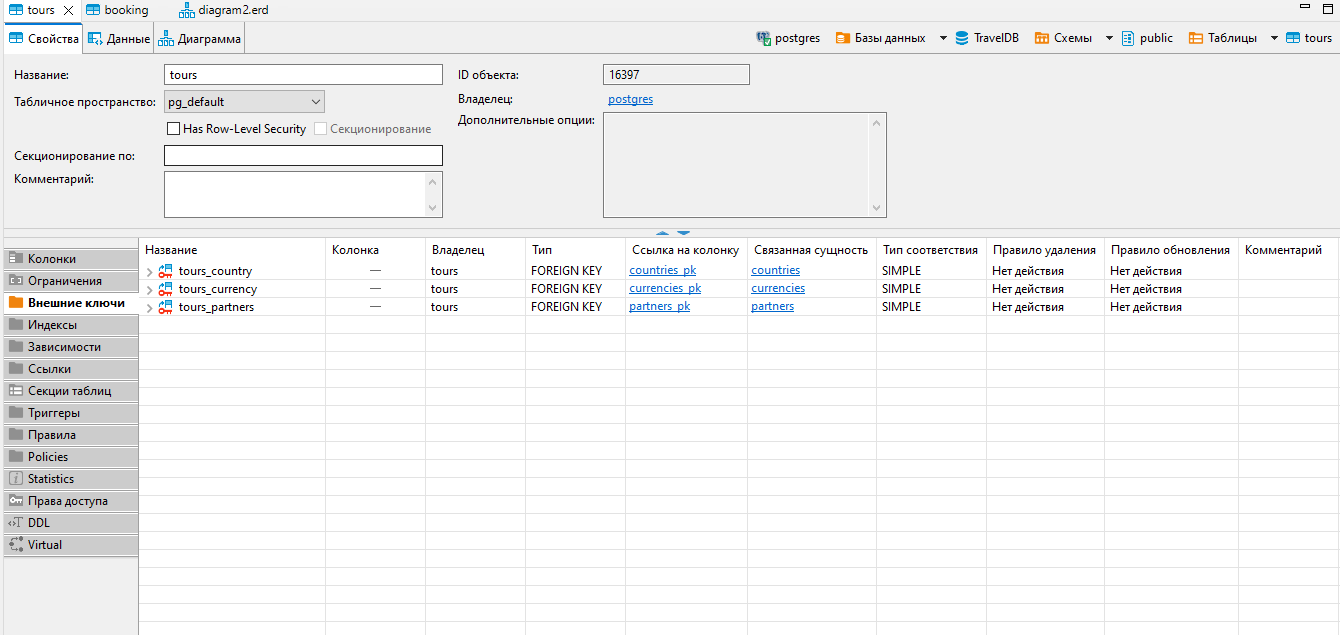 tours booking diagram2.erd
Свойства Данные Диаграмма postgres Базы данных TravelDB Схемы public Таблицы tours
Название: tours ID объекта: 16397
Табличное пространство: pg_default Владелец: postgres
Has Row-Level Security Секционирование Дополнительные опции:
Секционирование по:
Комментарий:
Название Колонка Владелец Тип Ссылка на колонку Связанная сущность Тип соответствия Правило удаления Правило обновления Комментарий
tours_country — tours FOREIGN KEY countries_pk countries SIMPLE Нет действия Нет действия
tours_currency — tours FOREIGN KEY currencies_pk currencies SIMPLE Нет действия Нет действия
tours_partners — tours FOREIGN KEY partners_pk partners SIMPLE Нет действия Нет действия
Колонки
Ограничения
Внешние ключи
Индексы
Зависимости
Ссылки
Секции таблиц
Триггеры
Правила
Policies
Statistics
Права доступа
DDL
Virtual